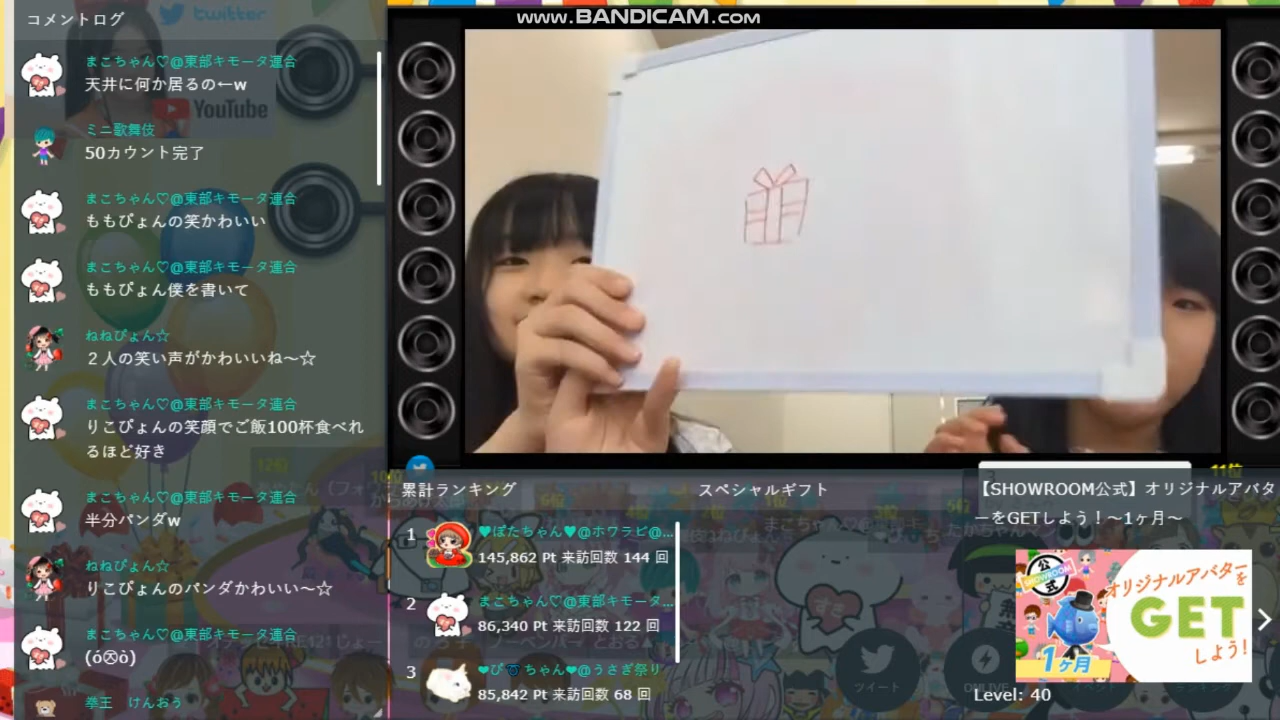 www.BANDICAM.com
コメントログ
twitter
YouTube
まこちゃん♡@東部キモータ連合
天井に何か居るの←w
ミニ歌舞伎
50カウント完了
まこちゃん♡@東部キモータ連合
ももぴょんの笑かわいい
まこちゃん♡@東部キモータ連合
ももぴょん僕を書いて
ねねぴょん☆
２人の笑い声がかわいいね～☆
まこちゃん♡@東部キモータ連合
りこぴょんの笑顔でご飯100杯食べれ
るほど好き
まこちゃん♡@東部キモータ連合
半分パンダw
ねねぴょん☆
りこぴょんのパンダかわいい～☆
まこちゃん♡@東部キモータ連合
(ó㉨ò)
拳王　けんおう
累計ランキング
1
♥ぽたちゃん♥@ホワラビ@...
145,862 Pt 来訪回数 144 回
2
まこちゃん♡@東部キモータ...
86,340 Pt 来訪回数 122 回
3
85,842 Pt 来訪回数 68 回
スペシャルギフト
11位
【SHOWROOM公式】オリジナルアバタ
ーをGETしよう！～1ヶ月～
SHOWROOM
公式
オリジナルアバターを
GET
しよう!
1ヶ月
ツイート
Level: 40